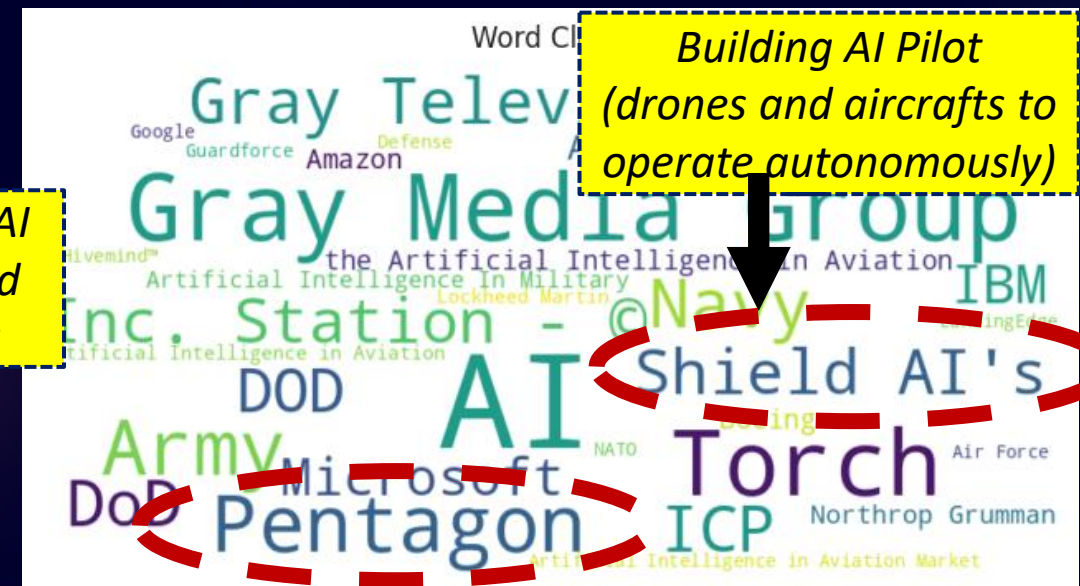 Word Cl
Building AI Pilot
(drones and aircrafts to
operate autonomously)
Gray Telev
Google
Defense
Guardforce Amazon
AI
Gray Media Group
ivemind™
the Artificial Intelligence in Aviation
Artificial Intelligence In Military
IBM
Lockheed Martin
Inc. Station - © Navy
tificial Intelligence in Aviation
Shield AI's
DOD
AI
Army
NATO
Torch
Air Force
Microsoft
DoD
Pentagon
ICP
Northrop Grumman
Intelligence in Aviation Market